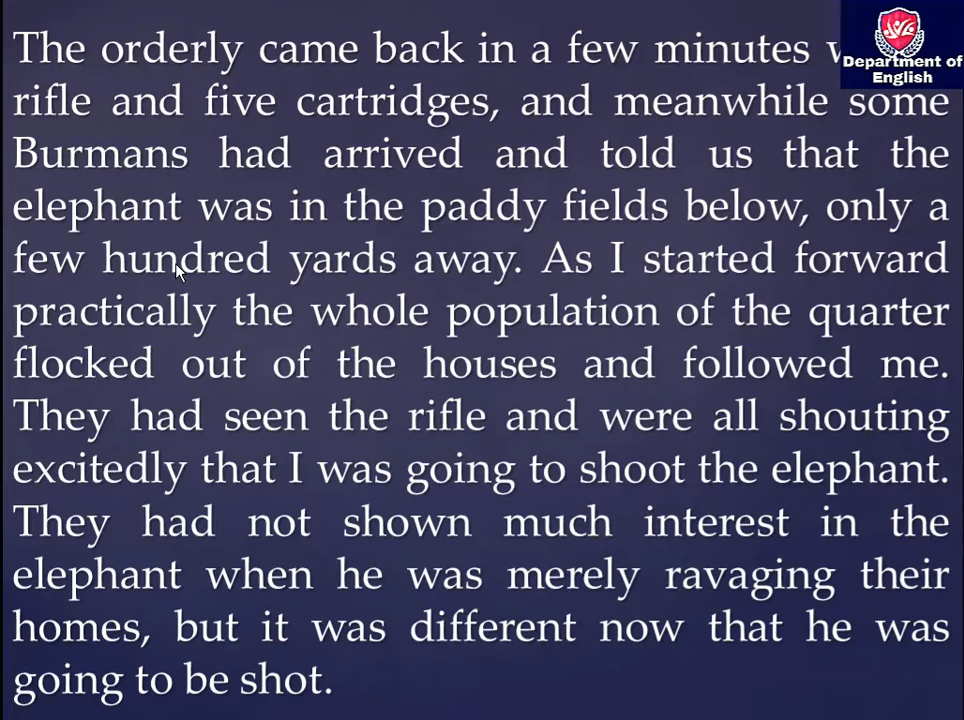 The orderly came back in a few minutes
rifle and five cartridges, and meanwhile some
Burmans had arrived and told us that the
elephant was in the paddy fields below, only a
few hundred yards away. As I started forward
practically the whole population of the quarter
flocked out of the houses and followed me.
They had seen the rifle and were all shouting
excitedly that I was going to shoot the elephant.
They had not shown much interest in the
elephant when he was merely ravaging their
homes, but it was different now that he was
going to be shot.
Department of
English